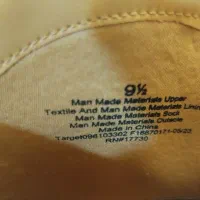 9½
Man Made Materials Upper
Textile And Man Made Materials Lining
Man Made Materials Sock
Man Made Materials Outsole
Made in China
RN#17730